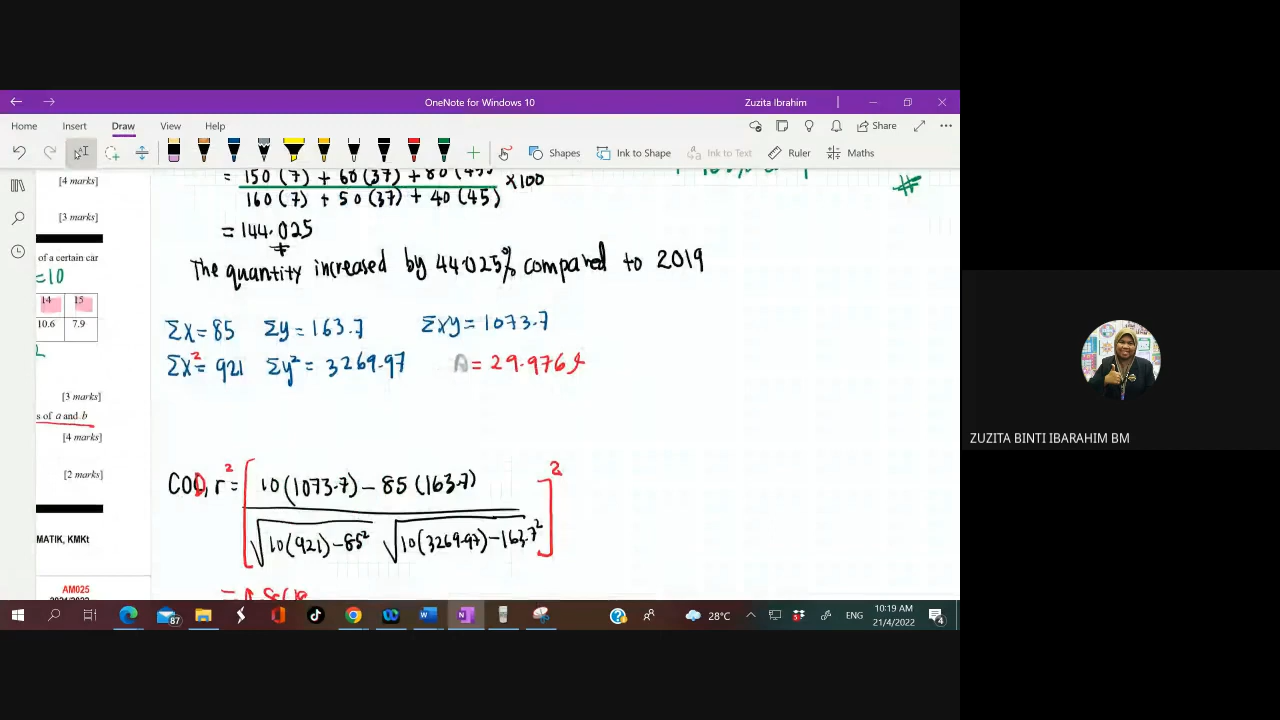 OneNote for Windows 10
Zuzita Ibrahim
Home Insert Draw View Help
Share
Shapes Ink to Shape Ink to Text Ruler Maths
[4 marks]
[3 marks]
of a certain car
=10
14 15
10.6 7.9
[3 marks]
s of a and b
[4 marks]
[2 marks]
MATIK, KMKt
AM025
= 150 (7) + 60 (37) + 80 (45) ×100
160 (7) + 50 (37) + 40 (45)
= 144.025
The quantity increased by 44.025% compared to 2019
Σx = 85 Σy = 163.7 Σxy = 1073.7
Σx² = 921 Σy² = 3269.97 A = 29.976
COD, r² = [ 10(1073.7) − 85(163.7)
√10(921) − 85² √10(3269.97) − 163.7² ]²
ZUZITA BINTI IBARAHIM BM
87
28°C
5
ENG
10:19 AM
21/4/2022
4